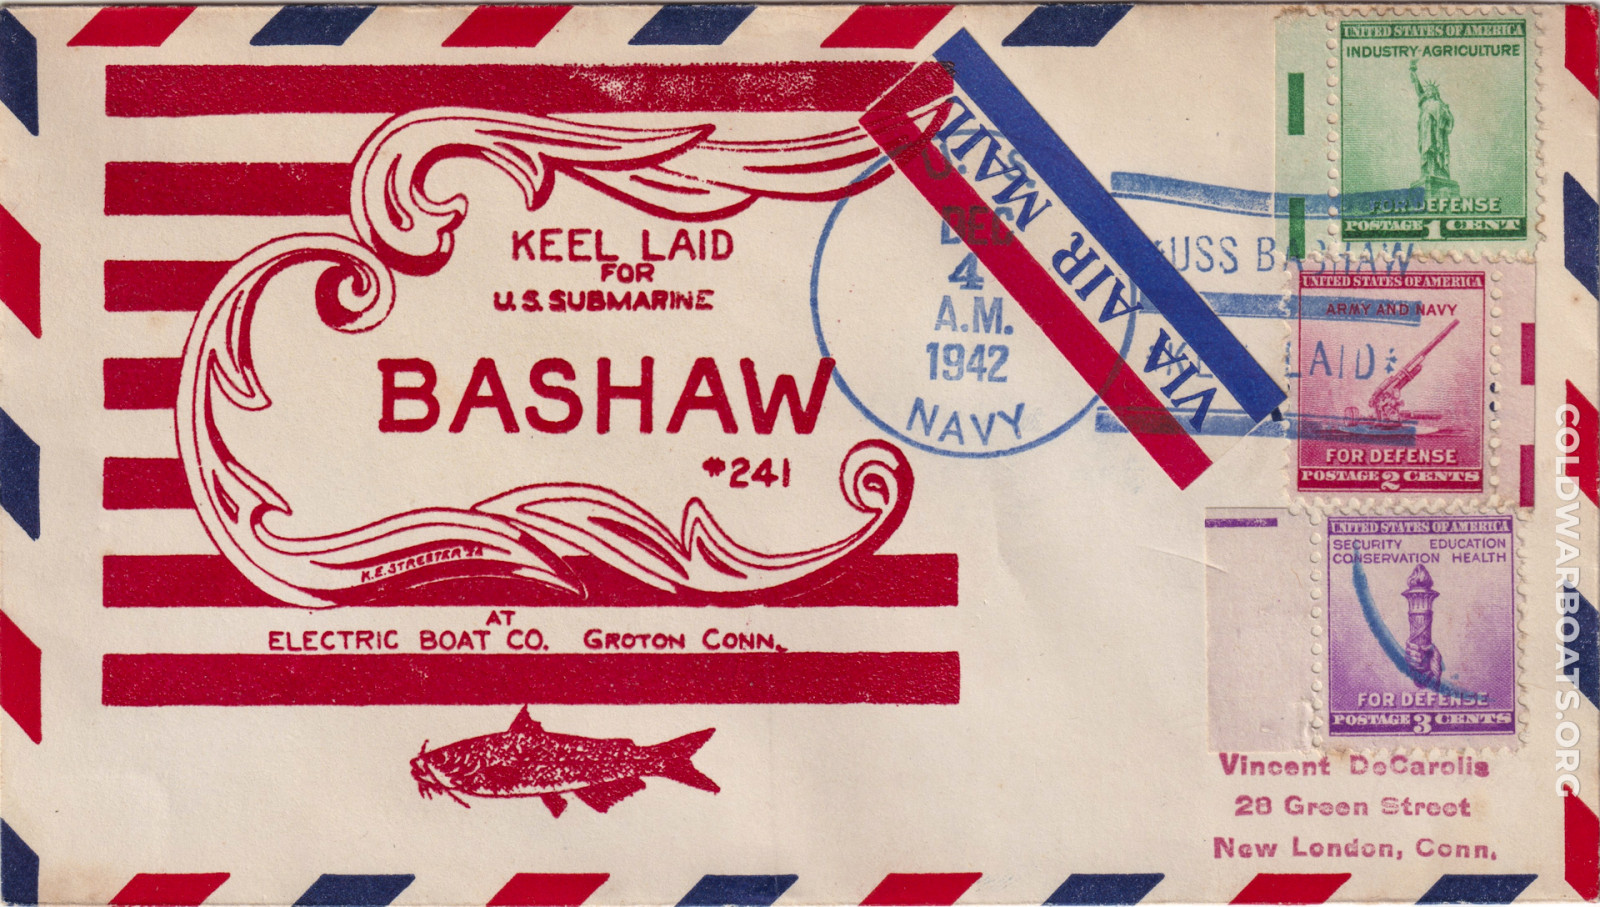 KEEL LAID
FOR
U.S. SUBMARINE
BASHAW
#241
K.E. STREETER
AT
ELECTRIC BOAT CO. GROTON CONN.
VIA AIR MAIL
U.S.
DEC
4
A.M.
1942
NAVY
USS BASHAW
LAID
UNITED STATES OF AMERICA
INDUSTRY·AGRICULTURE
FOR DEFENSE
POSTAGE 1 CENT
UNITED STATES OF AMERICA
ARMY AND NAVY
FOR DEFENSE
POSTAGE 2 CENTS
UNITED STATES OF AMERICA
SECURITY EDUCATION
CONSERVATION HEALTH
FOR DEFENSE
POSTAGE 3 CENTS
Vincent DeCarolis
28 Green Street
New London, Conn.
COLDWARBOATS.ORG